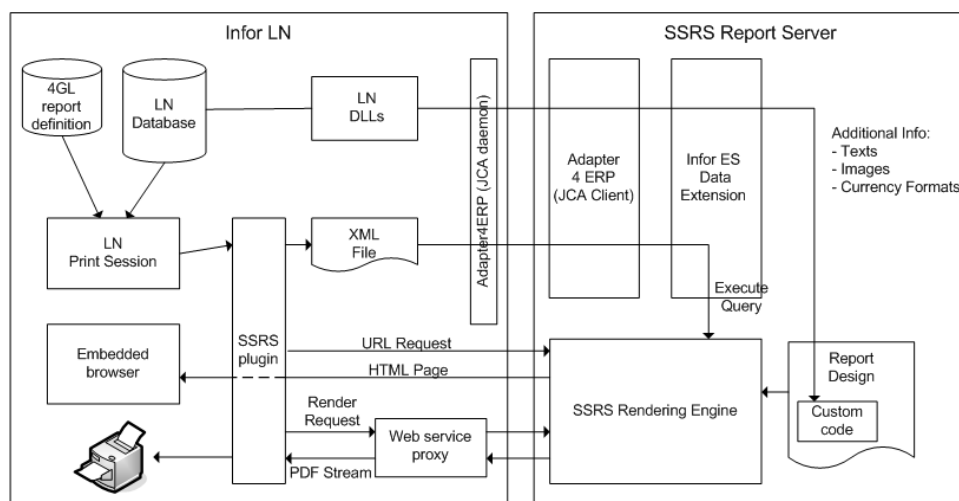 Infor LN
SSRS Report Server
4GL
report
definition
LN
Database
LN
DLLs
Adapter4ERP (JCA daemon)
Adapter
4 ERP
(JCA Client)
Infor ES
Data
Extension
Additional Info:
- Texts
- Images
- Currency Formats
LN
Print Session
XML
File
Execute
Query
Embedded
browser
SSRS
plugin
URL Request
HTML Page
Render
Request
Web service
proxy
PDF Stream
SSRS Rendering Engine
Report
Design
Custom
code